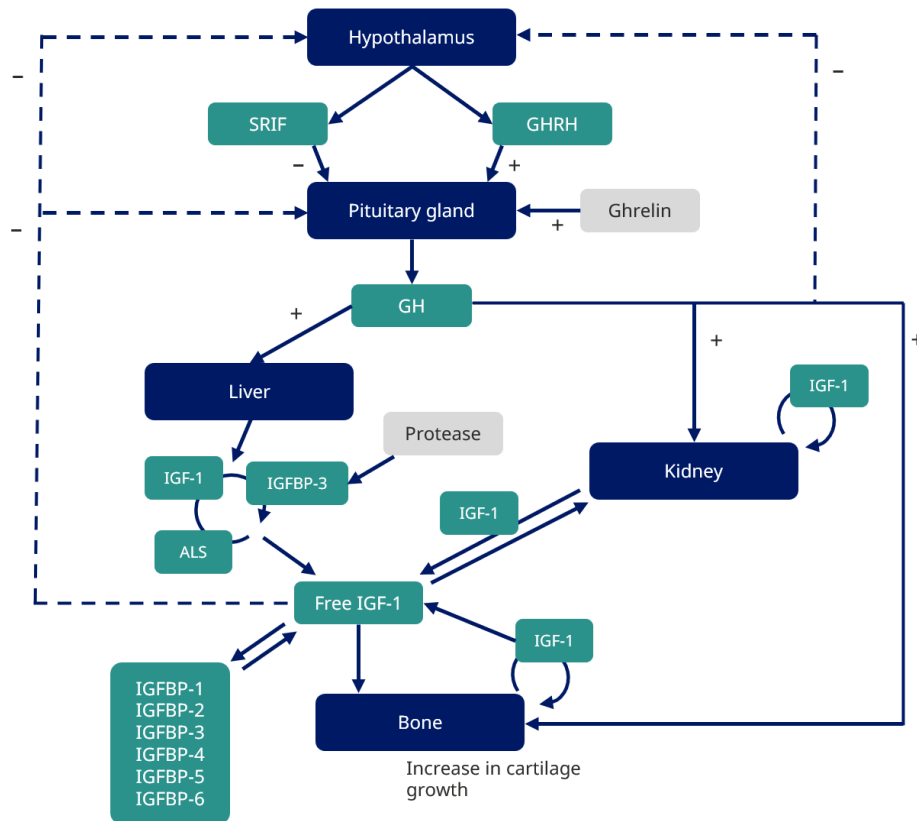 Hypothalamus
–
–
SRIF
GHRH
–
+
Pituitary gland
Ghrelin
+
–
GH
+
+
+
Liver
IGF-1
Protease
Kidney
IGF-1
IGFBP-3
IGF-1
ALS
Free IGF-1
IGF-1
IGFBP-1
IGFBP-2
IGFBP-3
IGFBP-4
IGFBP-5
IGFBP-6
Bone
Increase in cartilage
growth